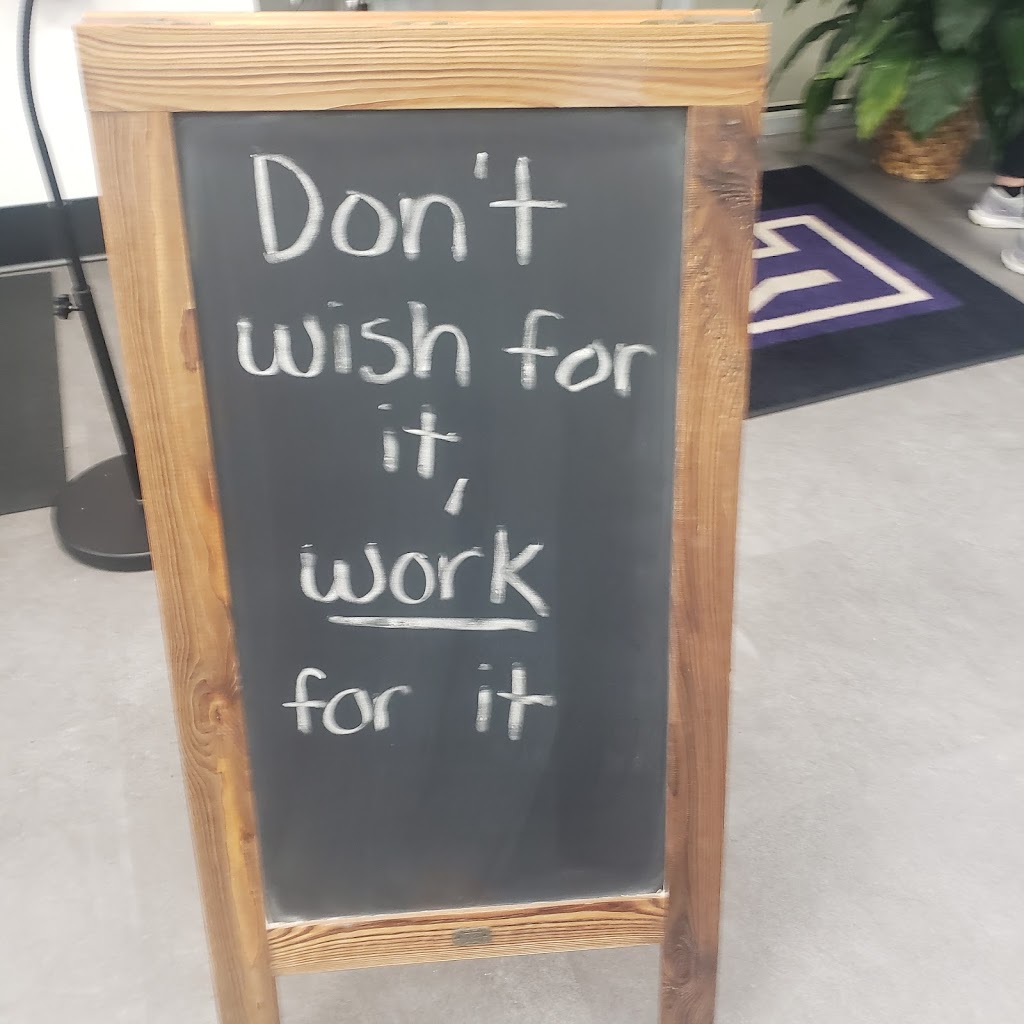 Don't
wish for
it,
work
for it